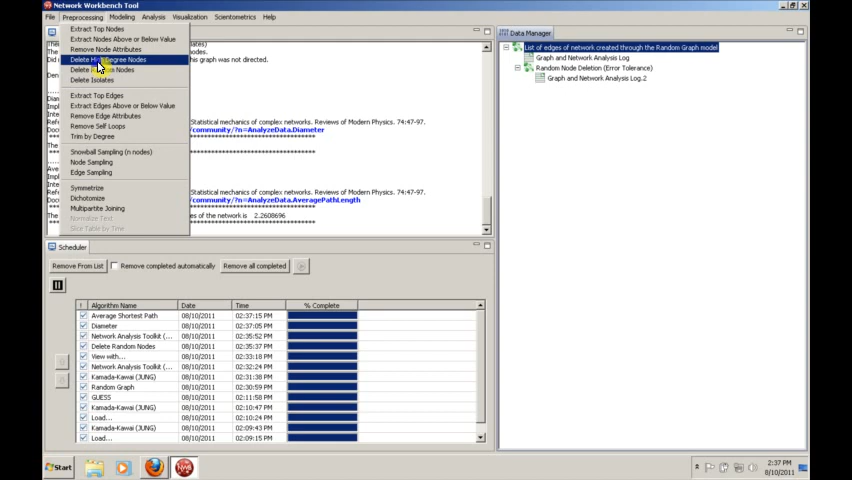 Network Workbench Tool
File Preprocessing Modeling Analysis Visualization Scientometrics Help
Extract Top Nodes
Extract Nodes Above or Below Value
Remove Node Attributes
Delete High Degree Nodes
Delete Random Nodes
Delete Isolates
Extract Top Edges
Extract Edges Above or Below Value
Remove Edge Attributes
Remove Self Loops
Trim by Degree
Snowball Sampling (n nodes)
Node Sampling
Edge Sampling
Symmetrize
Dichotomize
Multipartite Joining
Normalize Text
Slice Table by Time
lates)
nodes.
Did
his graph was not directed.
Den
Statistical mechanics of complex networks. Reviews of Modern Physics. 74:47-97.
/community/?n=AnalyzeData.Diameter
***********************************
The
Statistical mechanics of complex networks. Reviews of Modern Physics. 74:47-97.
/community/?n=AnalyzeData.AveragePathLength
The
es of the network is 2.2608696
Data Manager
List of edges of network created through the Random Graph model
Graph and Network Analysis Log
Random Node Deletion (Error Tolerance)
Graph and Network Analysis Log.2
Scheduler
Remove From List Remove completed automatically Remove all completed
! Algorithm Name Date Time % Complete
Average Shortest Path 08/10/2011 02:37:15 PM
Diameter 08/10/2011 02:37:05 PM
Network Analysis Toolkit (... 08/10/2011 02:35:52 PM
Delete Random Nodes 08/10/2011 02:35:37 PM
View with... 08/10/2011 02:33:18 PM
Network Analysis Toolkit (... 08/10/2011 02:32:24 PM
Kamada-Kawai (JUNG) 08/10/2011 02:31:38 PM
Random Graph 08/10/2011 02:30:59 PM
GUESS 08/10/2011 02:11:58 PM
Kamada-Kawai (JUNG) 08/10/2011 02:10:47 PM
Load... 08/10/2011 02:10:24 PM
Kamada-Kawai (JUNG) 08/10/2011 02:09:43 PM
Load... 08/10/2011 02:09:15 PM
Start
2:37 PM
8/10/2011